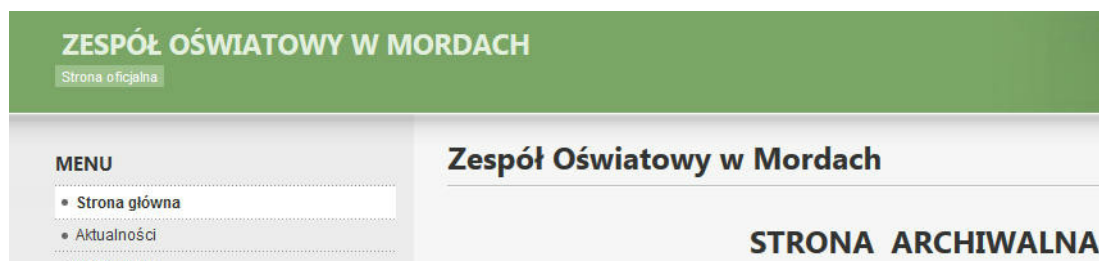 ZESPÓŁ OŚWIATOWY W MORDACH
Strona oficjalna
MENU
• Strona główna
• Aktualności
Zespół Oświatowy w Mordach
STRONA ARCHIWALNA